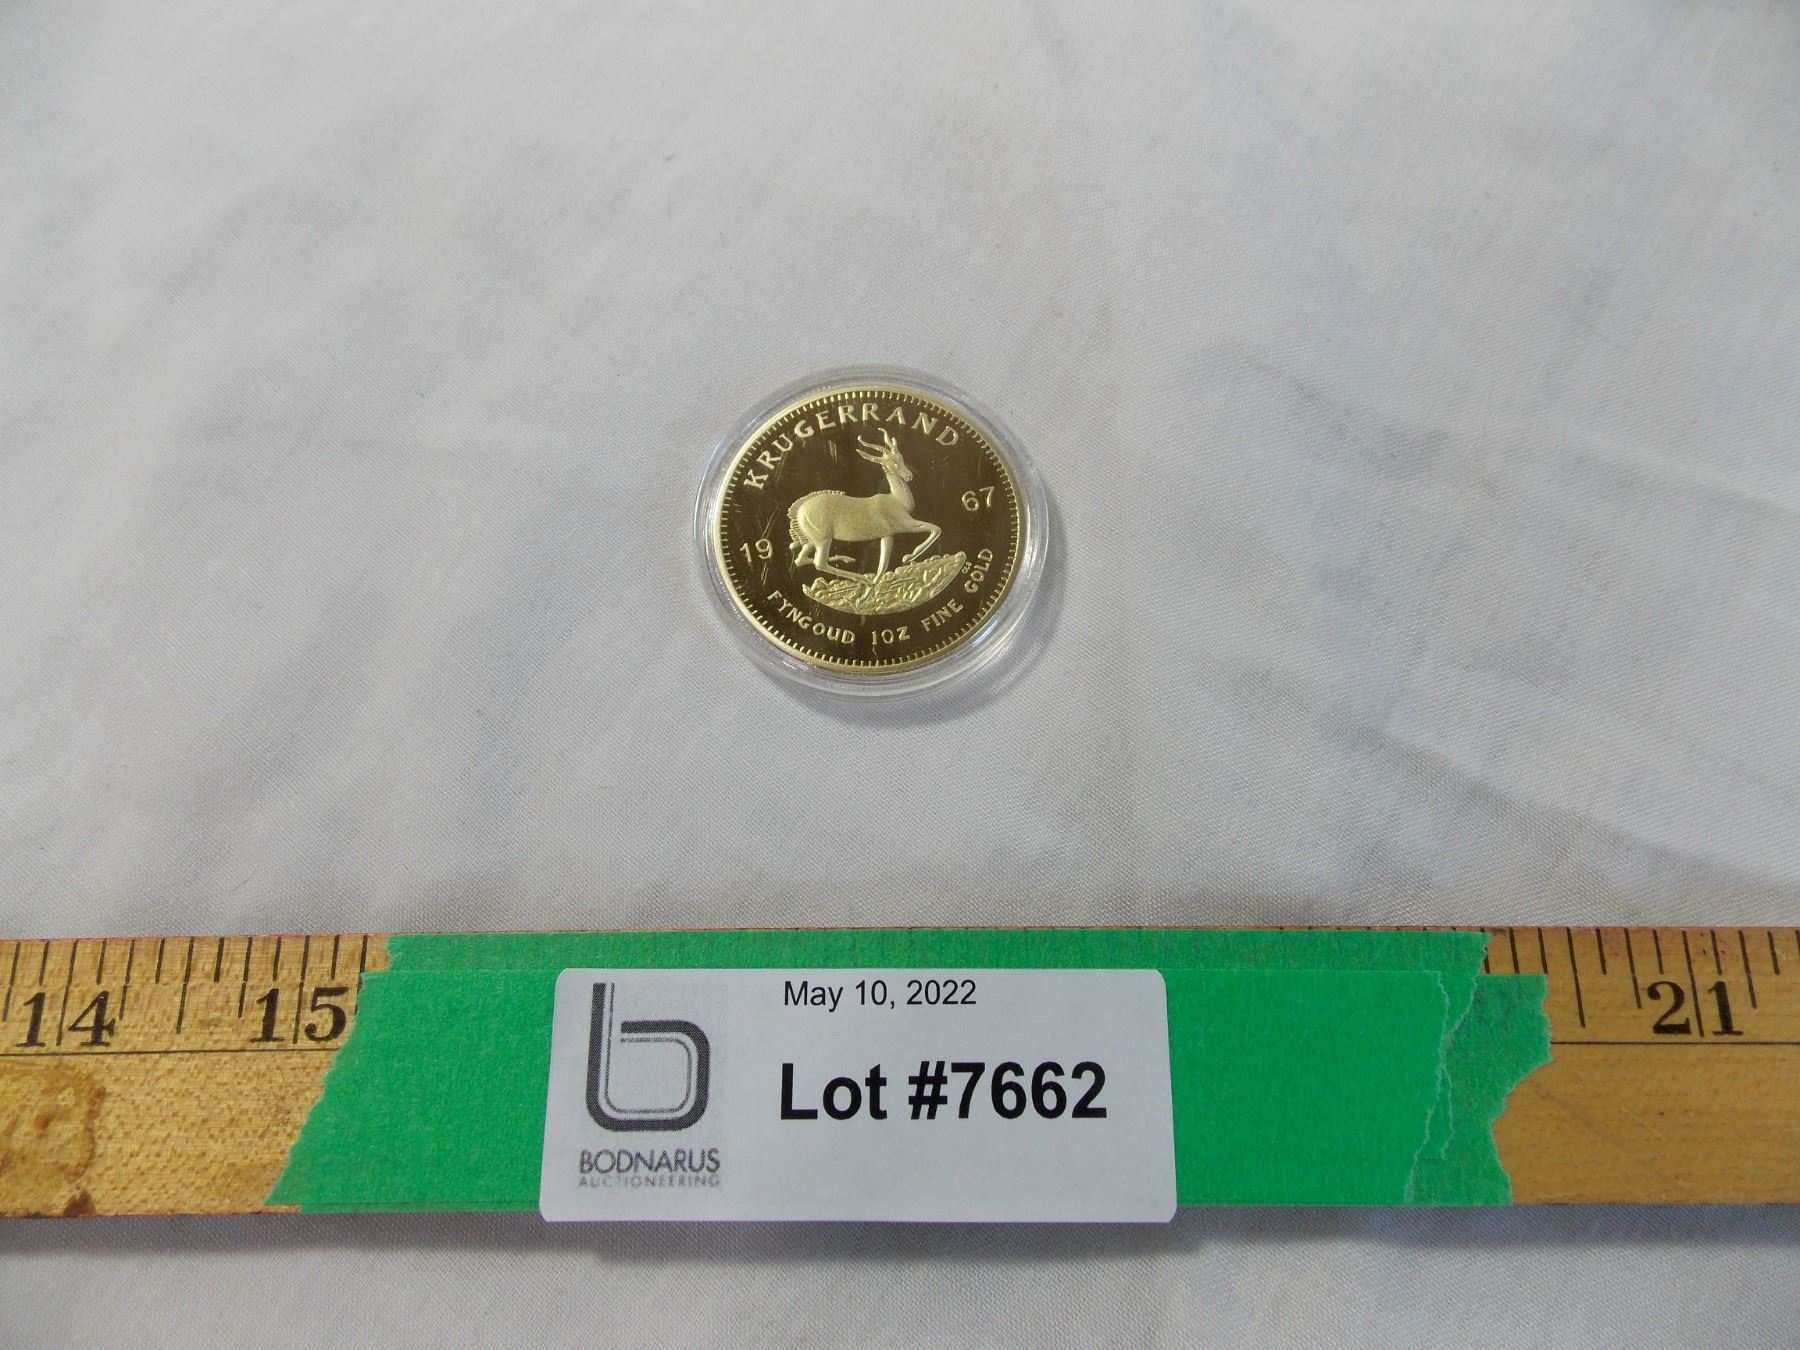 KRUGERRAND
19 67
FYNGOUD 1OZ FINE GOLD
14 15 21
May 10, 2022
Lot #7662
BODNARUS
AUCTIONEERING